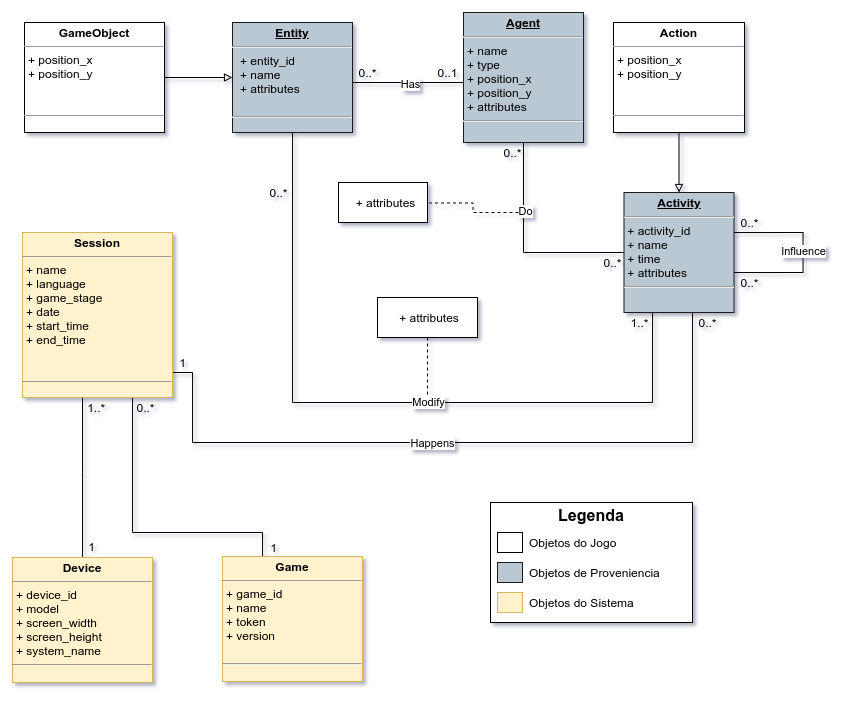 GameObject
+ position_x
+ position_y
Entity
+ entity_id
+ name
+ attributes
0..*
Has
0..1
Agent
+ name
+ type
+ position_x
+ position_y
+ attributes
Action
+ position_x
+ position_y
0..*
0..*
+ attributes
Do
0..*
Activity
+ activity_id
+ name
+ time
+ attributes
0..*
Influence
0..*
Session
+ name
+ language
+ game_stage
+ date
+ start_time
+ end_time
+ attributes
1..*
0..*
1
Modify
1..*
0..*
Happens
1
1
Device
+ device_id
+ model
+ screen_width
+ screen_height
+ system_name
Game
+ game_id
+ name
+ token
+ version
Legenda
Objetos do Jogo
Objetos de Proveniencia
Objetos do Sistema